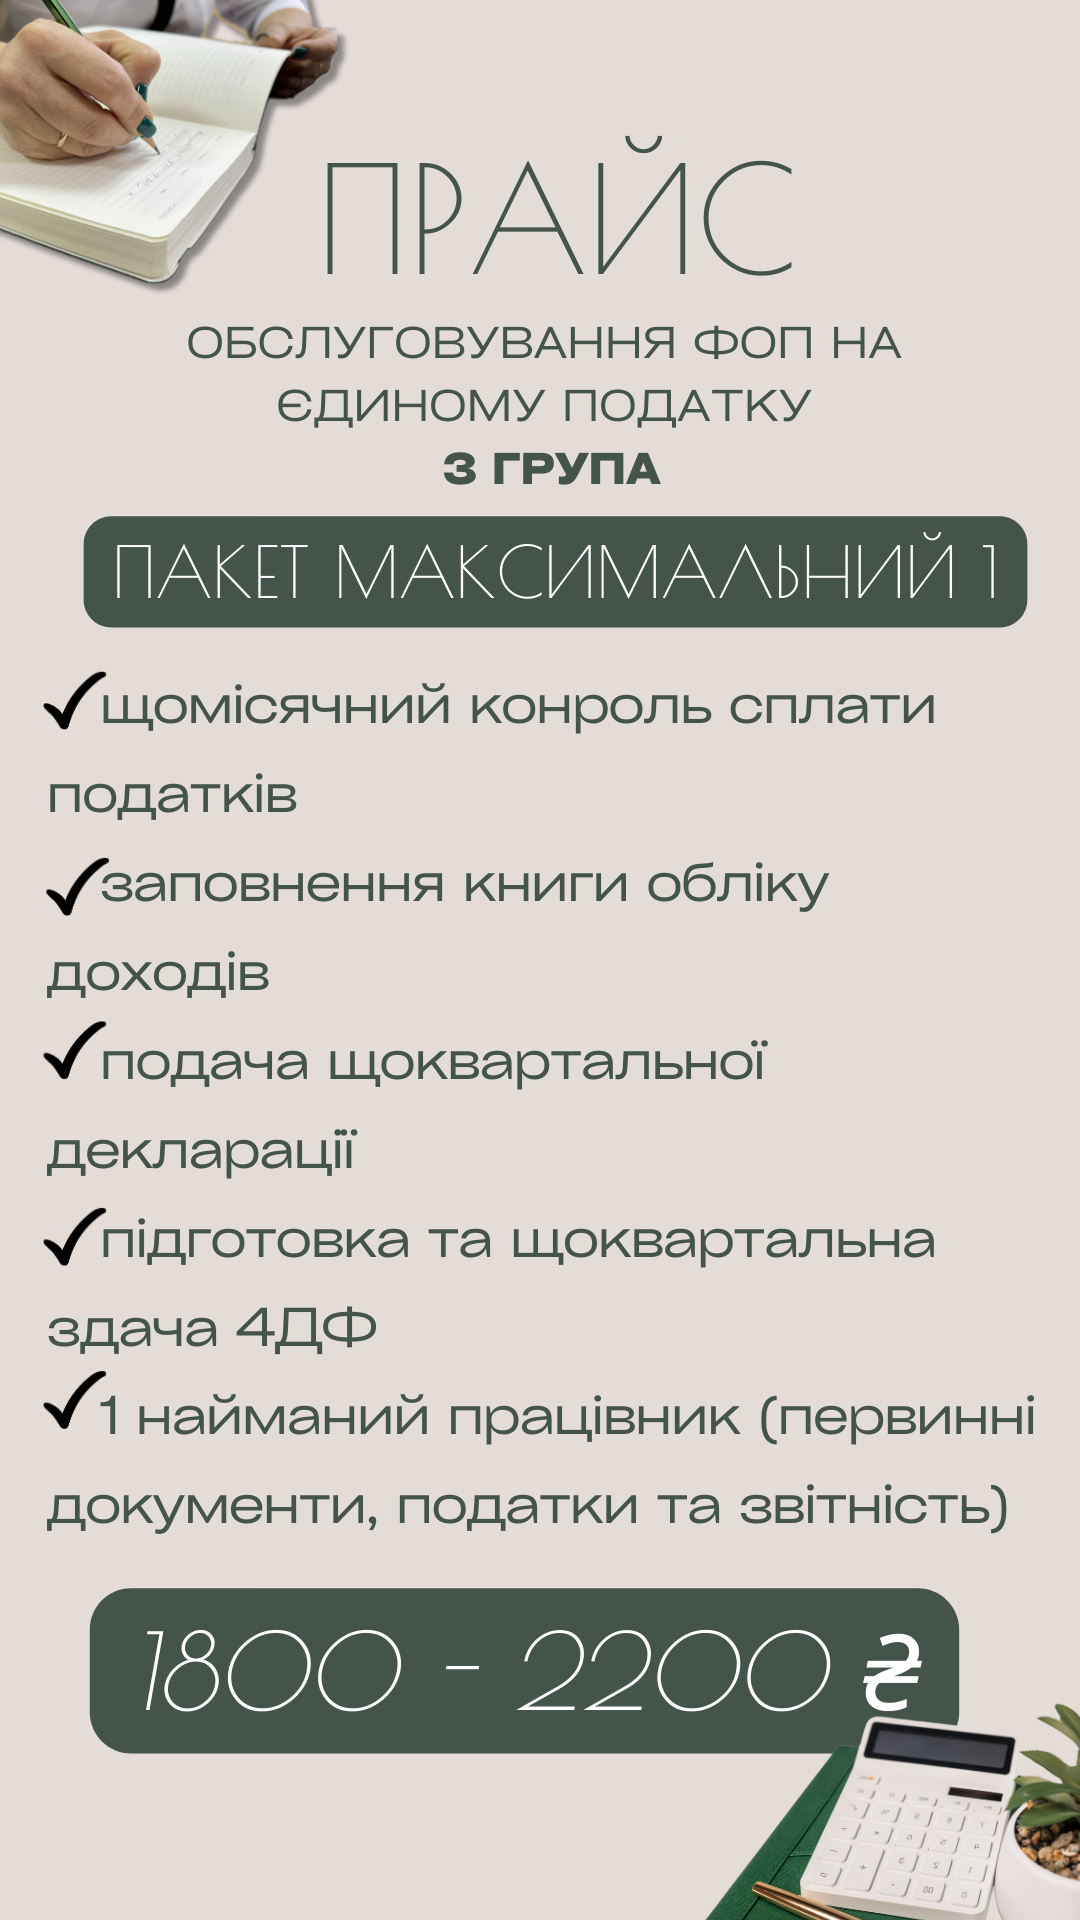 ПРАЙС
ОБСЛУГОВУВАННЯ ФОП НА
ЄДИНОМУ ПОДАТКУ
3 ГРУПА
ПАКЕТ МАКСИМАЛЬНИЙ 1
✓щомісячний конроль сплати
податків
✓заповнення книги обліку
доходів
✓подача щоквартальної
декларації
✓підготовка та щоквартальна
здача 4ДФ
✓1 найманий працівник (первинні
документи, податки та звітність)
1800 - 2200 ₴